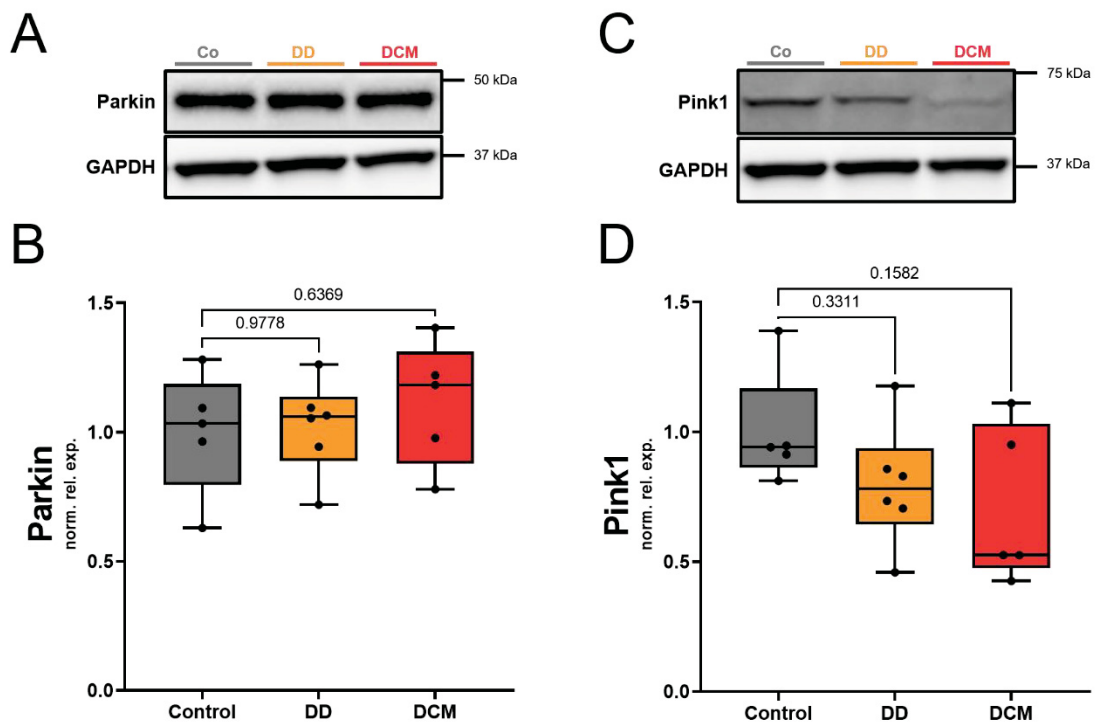 A
Co DD DCM
50 kDa
Parkin
37 kDa
GAPDH
B
0.6369
0.9778
1.5
1.0
0.5
0.0
Parkin
norm. rel. exp.
Control DD DCM
C
Co DD DCM
75 kDa
Pink1
37 kDa
GAPDH
D
0.1582
0.3311
1.5
1.0
0.5
0.0
Pink1
norm. rel. exp.
Control DD DCM